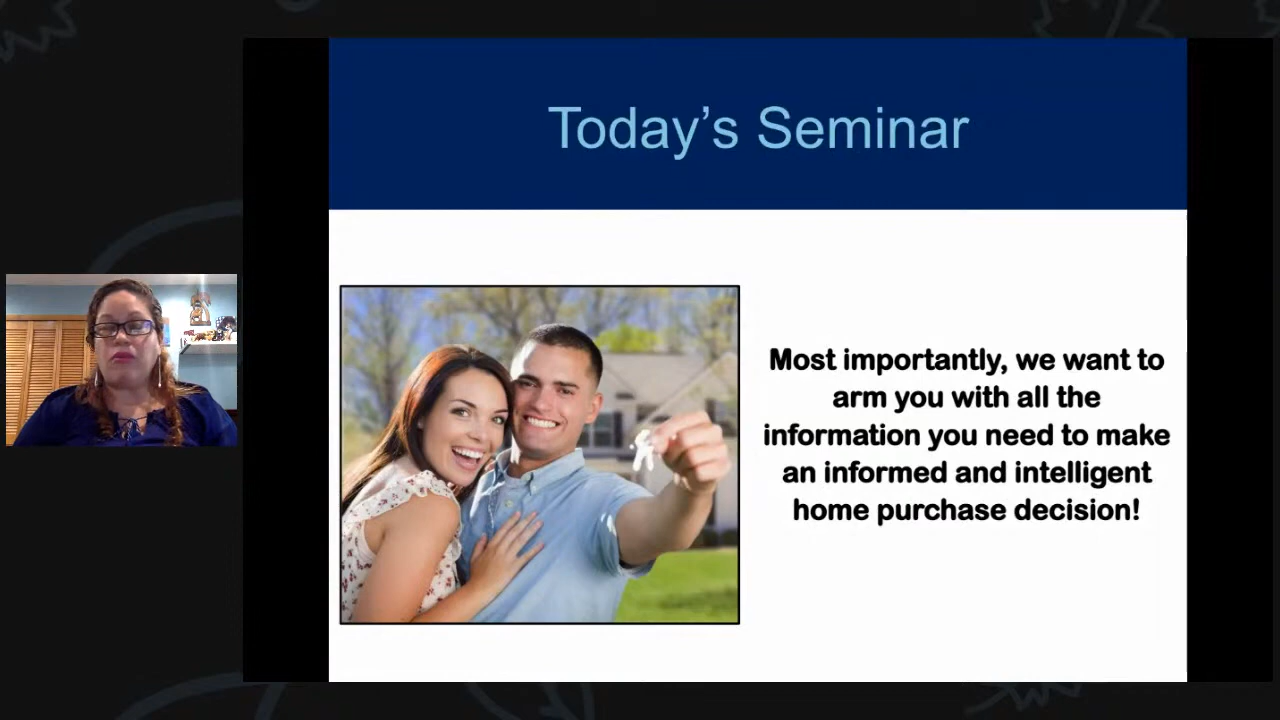 Today’s Seminar
Most importantly, we want to
arm you with all the
information you need to make
an informed and intelligent
home purchase decision!